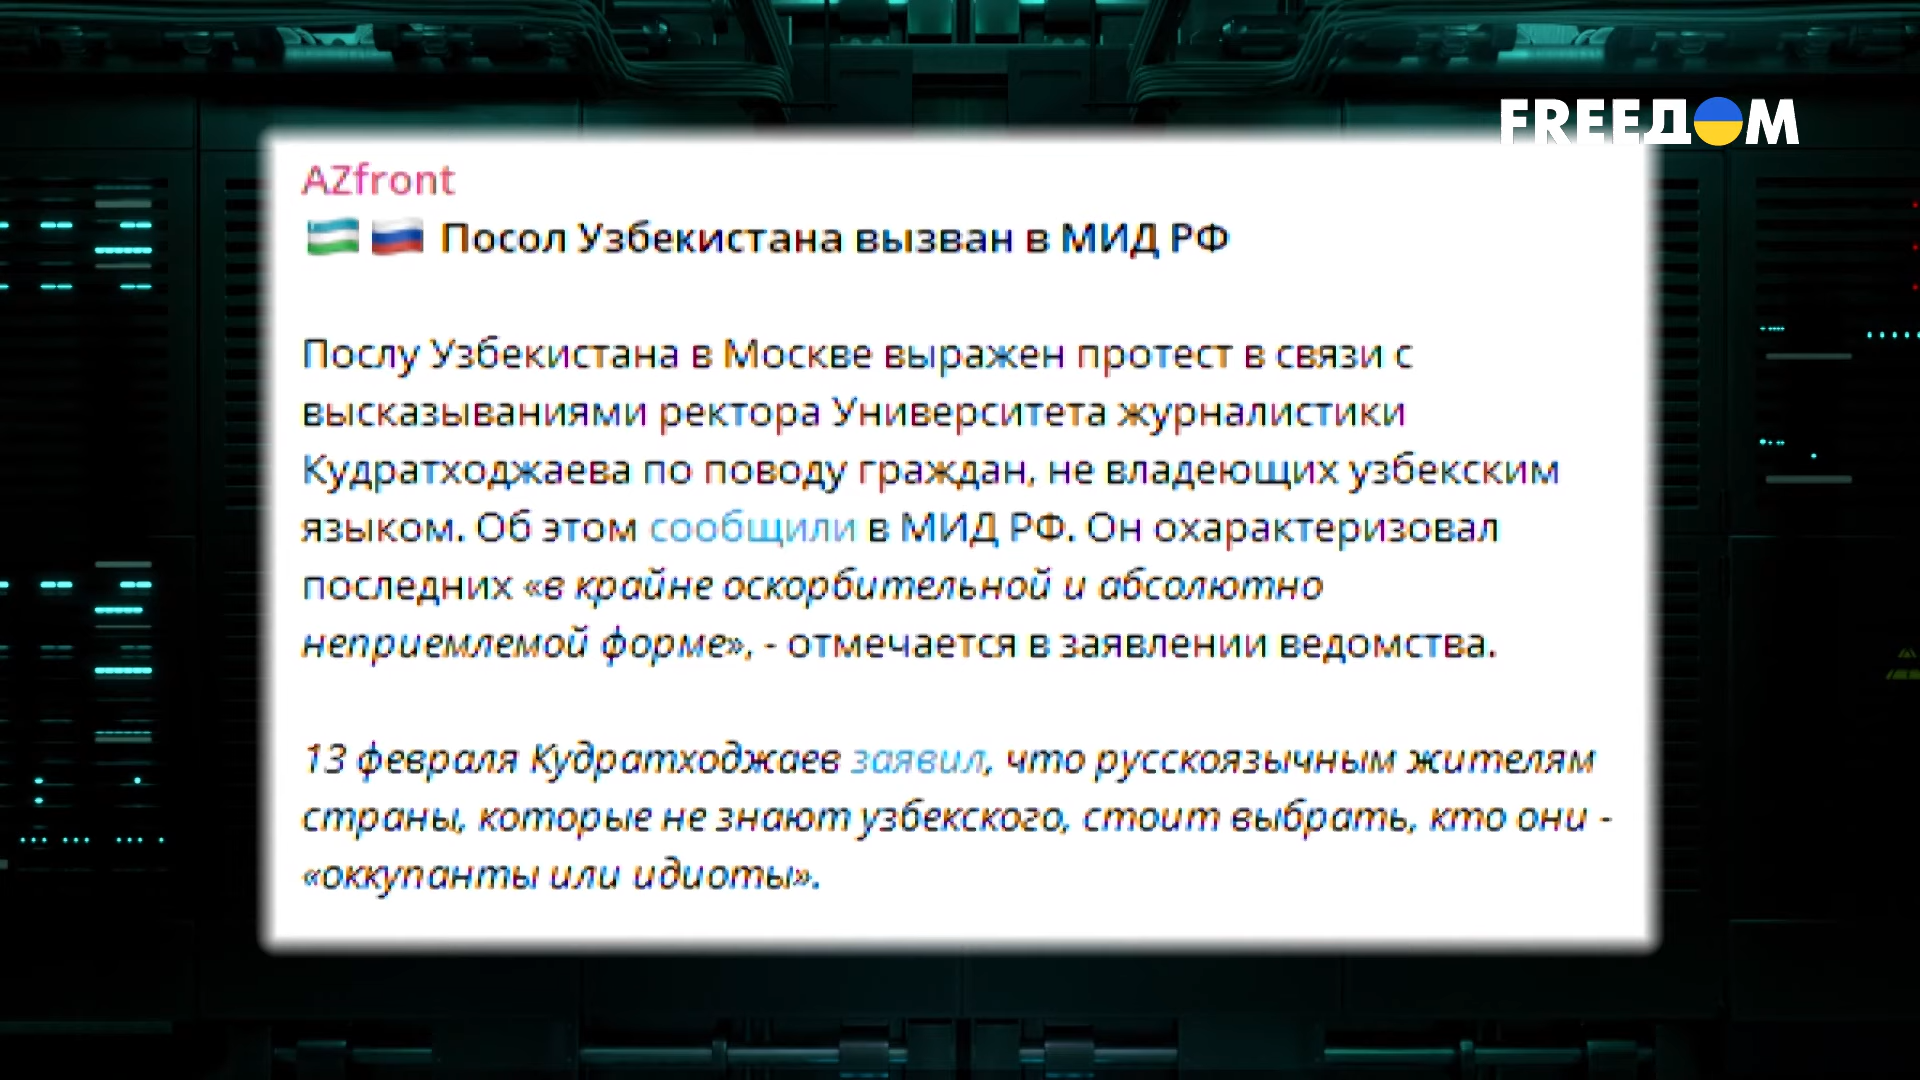 FREEДOM
AZfront
Посол Узбекистана вызван в МИД РФ
Послу Узбекистана в Москве выражен протест в связи с
высказываниями ректора Университета журналистики
Кудратходжаева по поводу граждан, не владеющих узбекским
языком. Об этом сообщили в МИД РФ. Он охарактеризовал
последних «в крайне оскорбительной и абсолютно
неприемлемой форме», - отмечается в заявлении ведомства.
13 февраля Кудратходжаев заявил, что русскоязычным жителям
страны, которые не знают узбекского, стоит выбрать, кто они -
«оккупанты или идиоты».